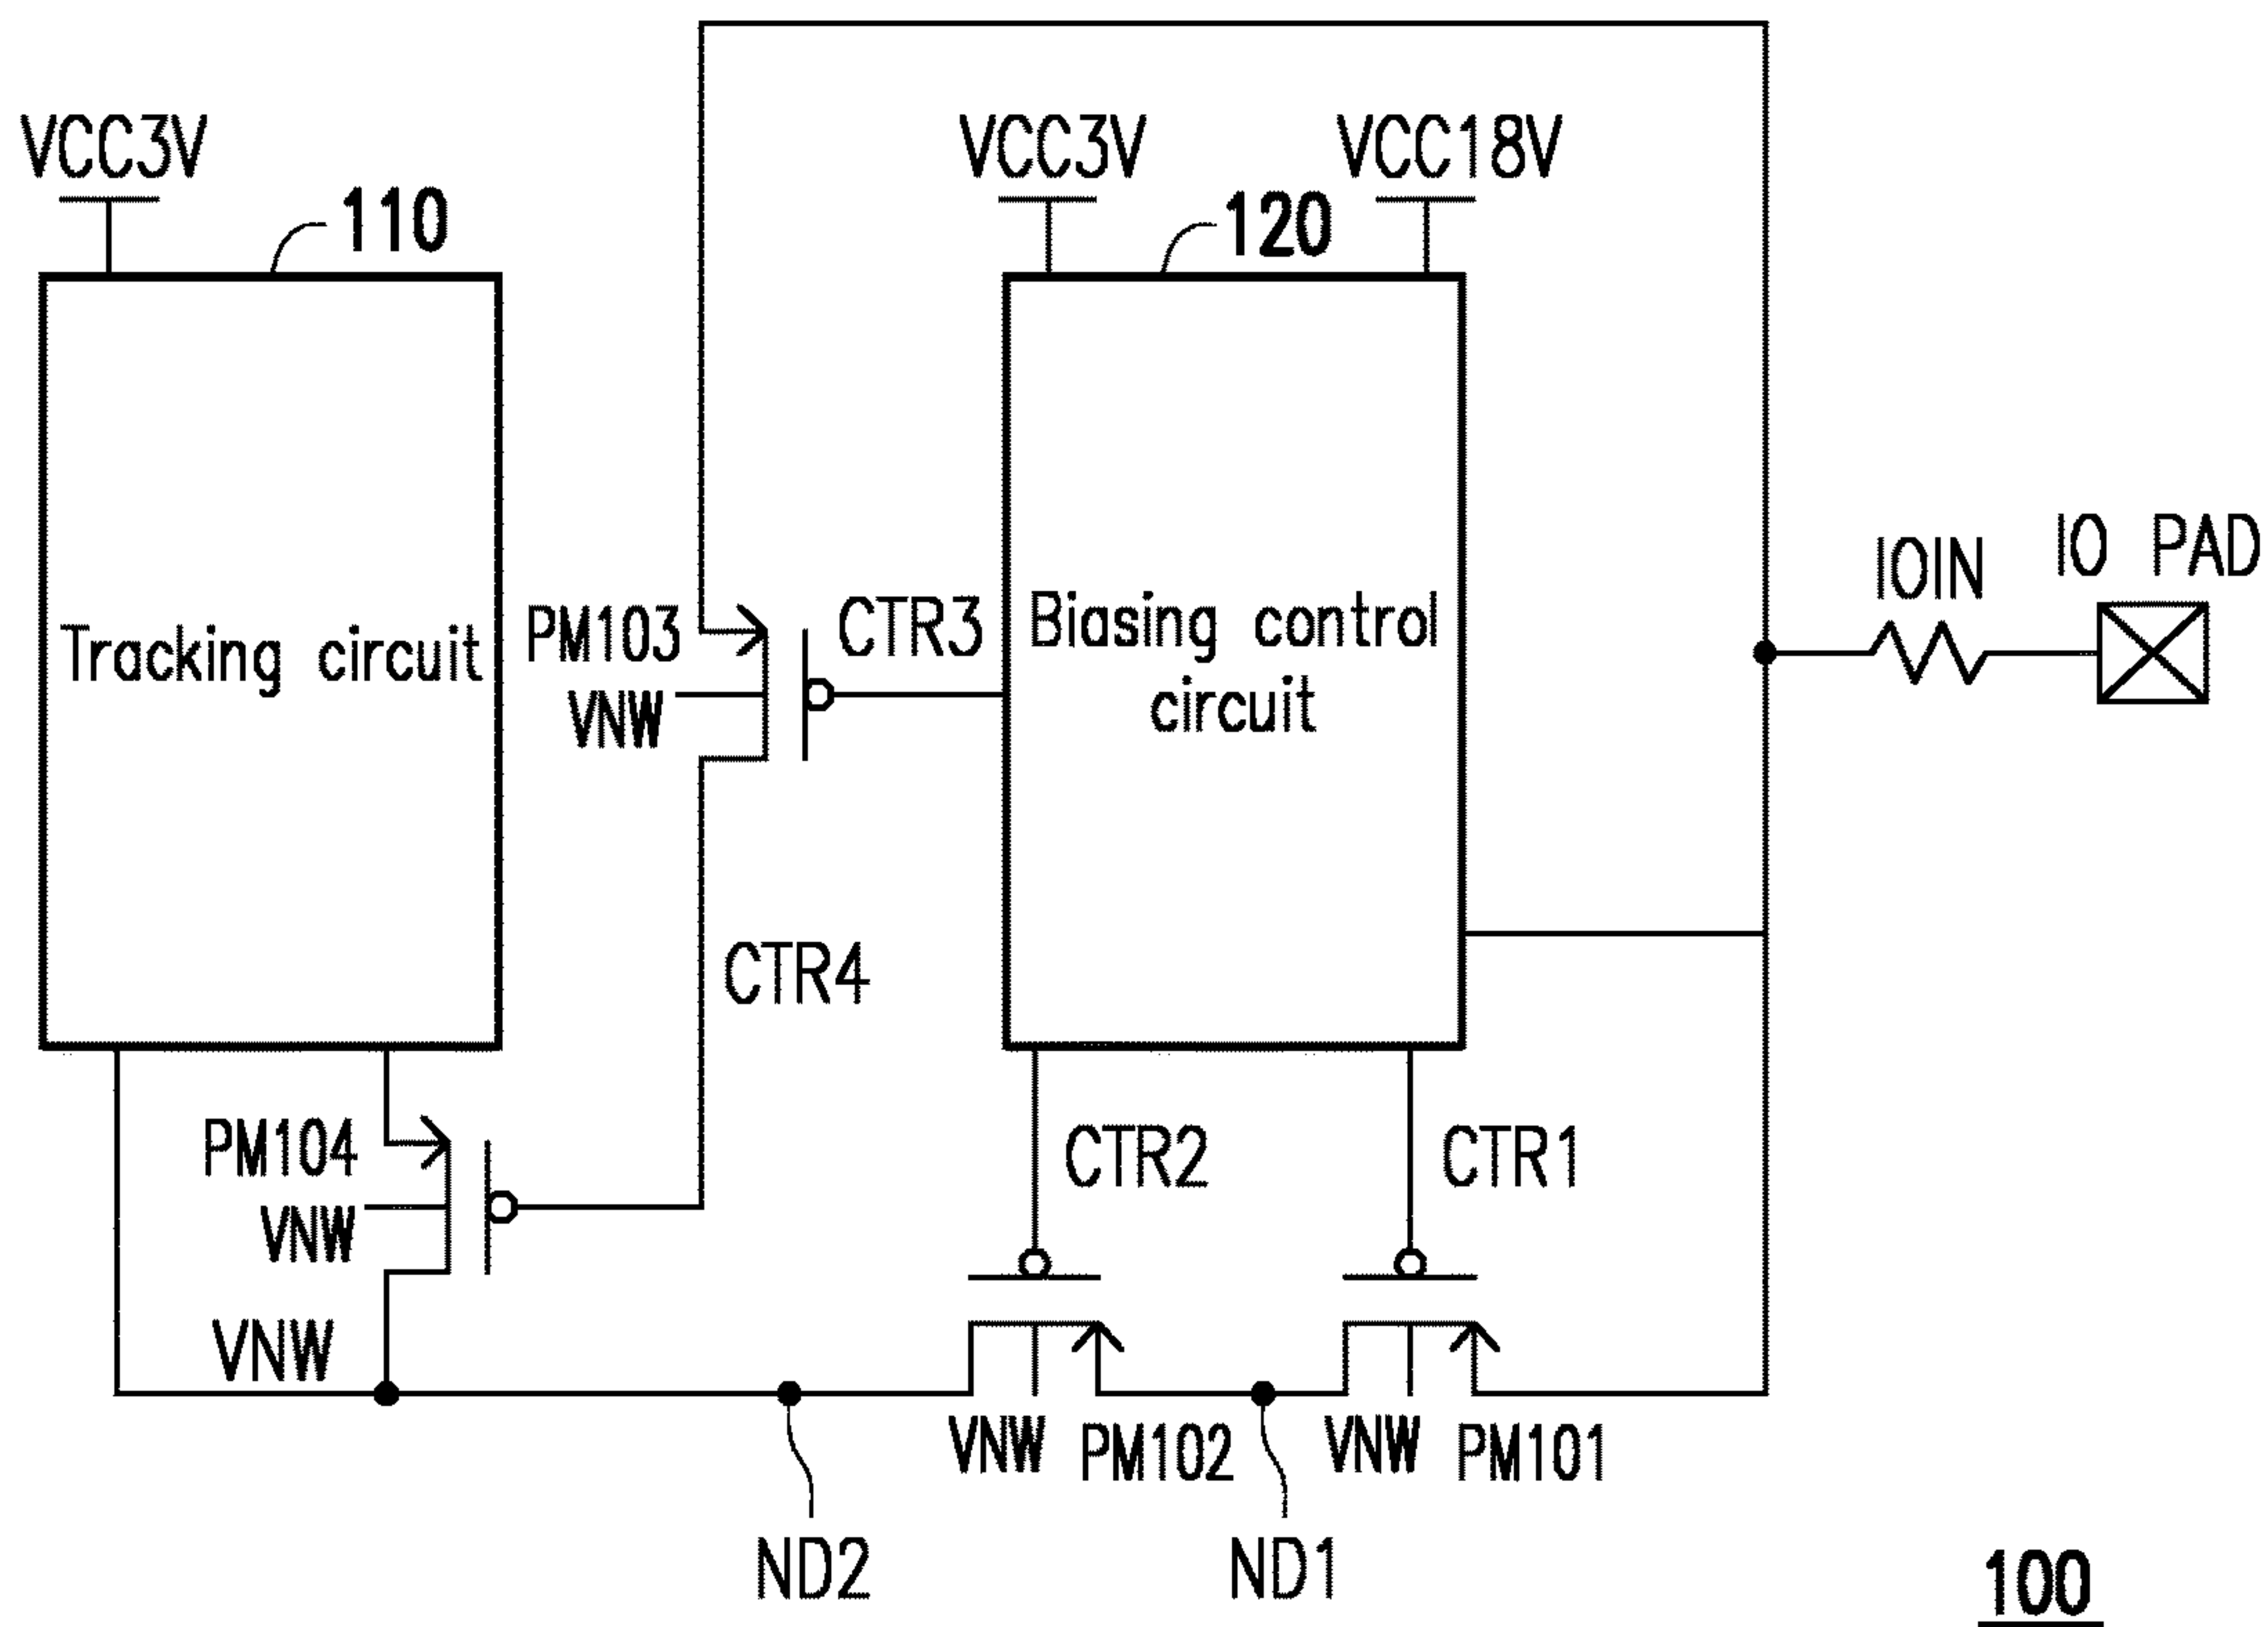 VCC3V
110
VCC3V
VCC18V
120
Tracking circuit
PM103
VNW
CTR3
Biasing control
circuit
IOIN
IO PAD
CTR4
PM104
VNW
VNW
CTR2
CTR1
VNW
PM102
VNW
PM101
ND2
ND1
100